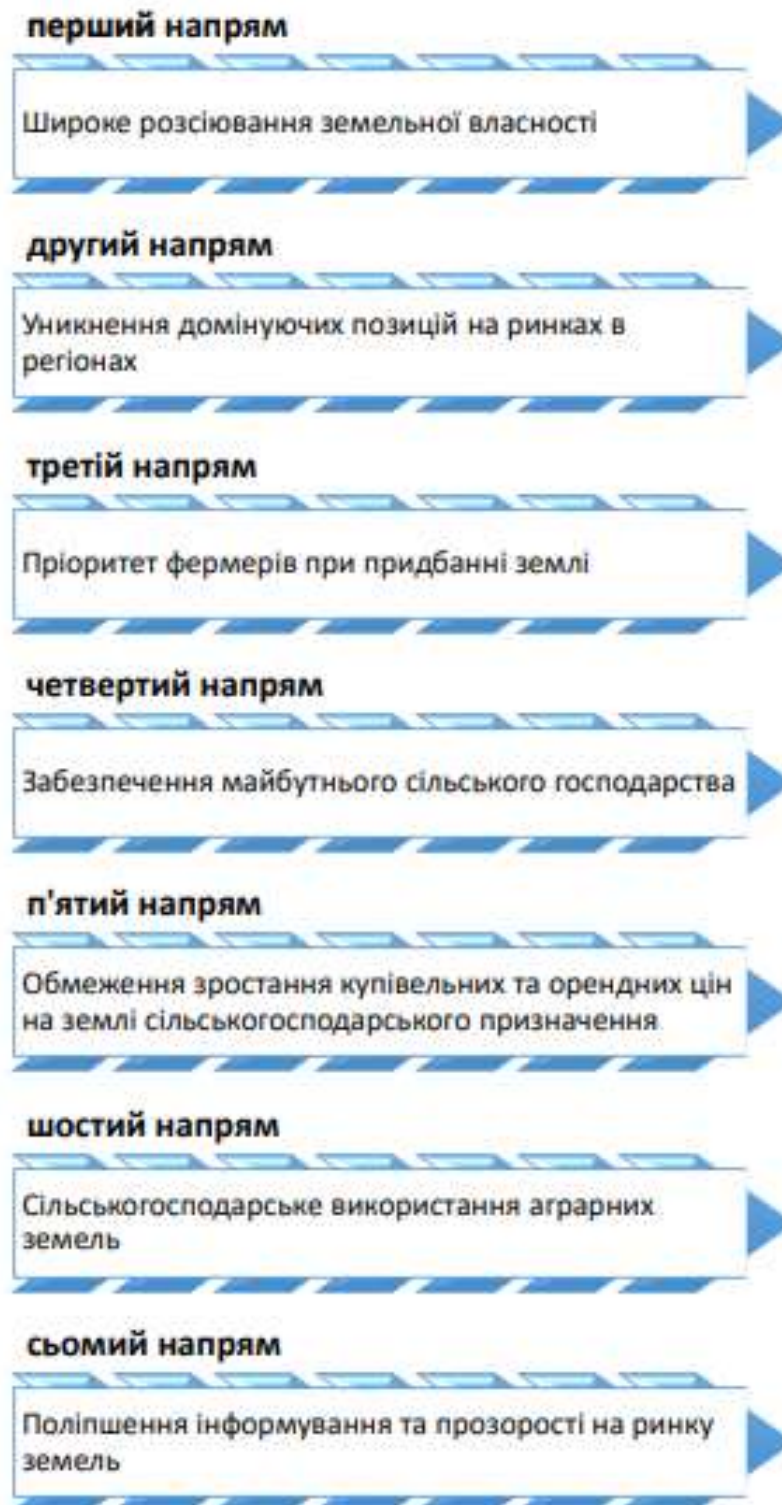 перший напрям
Широке розсіювання земельної власності
другий напрям
Уникнення домінуючих позицій на ринках в
регіонах
третій напрям
Пріоритет фермерів при придбанні землі
четвертий напрям
Забезпечення майбутнього сільського господарства
п'ятий напрям
Обмеження зростання купівельних та орендних цін
на землі сільськогосподарського призначення
шостий напрям
Сільськогосподарське використання аграрних
земель
сьомий напрям
Поліпшення інформування та прозорості на ринку
земель